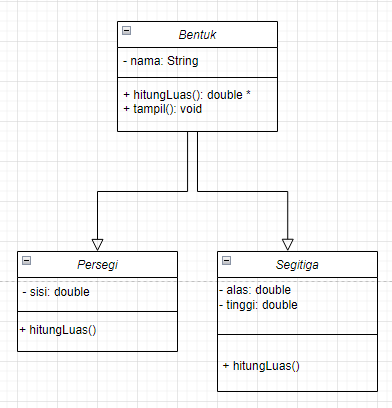 Bentuk
- nama: String
+ hitungLuas(): double *
+ tampil(): void
Persegi
- sisi: double
+ hitungLuas()
Segitiga
- alas: double
- tinggi: double
+ hitungLuas()